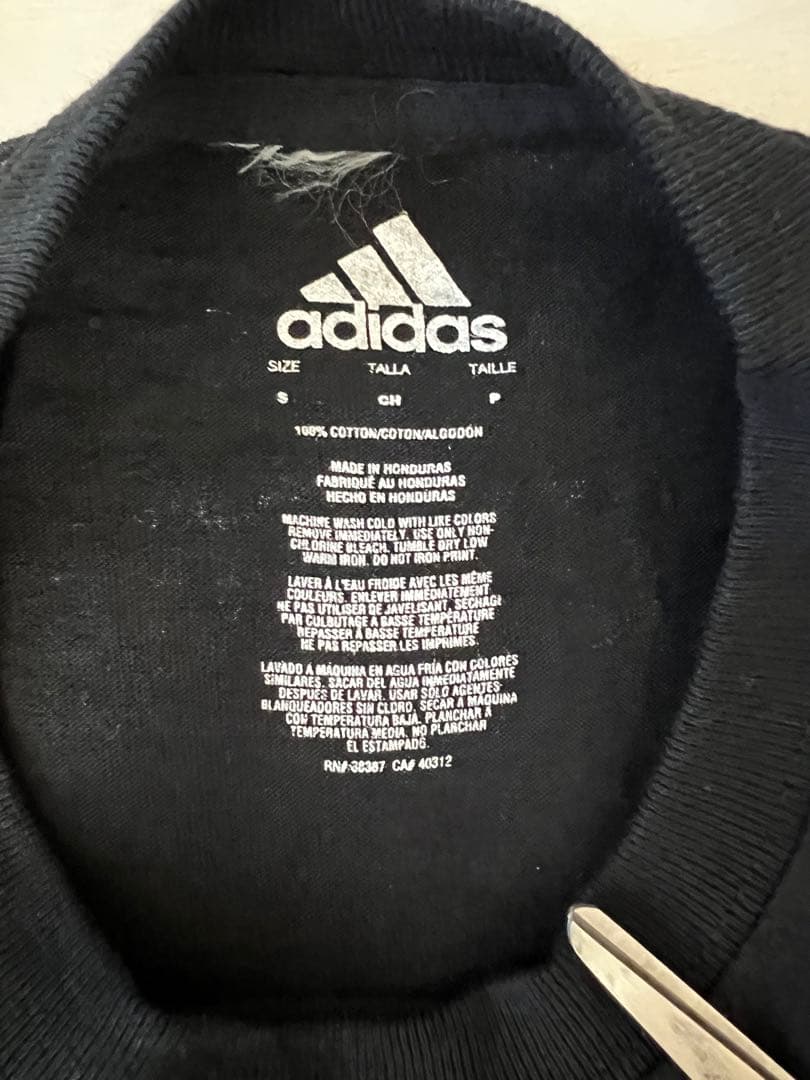 adidas
SIZE TALLA TAILLE
S CH P
100% COTTON/COTON/ALGODÓN
MADE IN HONDURAS
FABRIQUÉ AU HONDURAS
HECHO EN HONDURAS
MACHINE WASH COLD WITH LIKE COLORS
REMOVE IMMEDIATELY. USE ONLY NON-
CHLORINE BLEACH. TUMBLE DRY LOW
WARM IRON. DO NOT IRON PRINT.
LAVER À L'EAU FROIDE AVEC LES MÊME
COULEURS. ENLEVER IMMÉDIATEMENT
NE PAS UTILISER DE JAVELISANT, SÉCHAGE
PAR CULBUTAGE A BASSE TEMPÉRATURE
REPASSER À BASSE TEMPÉRATURE
NE PAS REPASSER LES IMPRIMÉS.
LAVADO À MÁQUINA EN AGUA FRÍA CON COLORES
SIMILARES. SACAR DEL AGUA INMEDIATAMENTE
DESPUÉS DE LAVAR. USAR SÓLO AGENTES
BLANQUEADORES SIN CLORO. SECAR A MÁQUINA
CON TEMPERATURA BAJA. PLANCHAR A
TEMPERATURA MEDIA. NO PLANCHAR
EL ESTAMPADO.
RN# 38387 CA# 40312